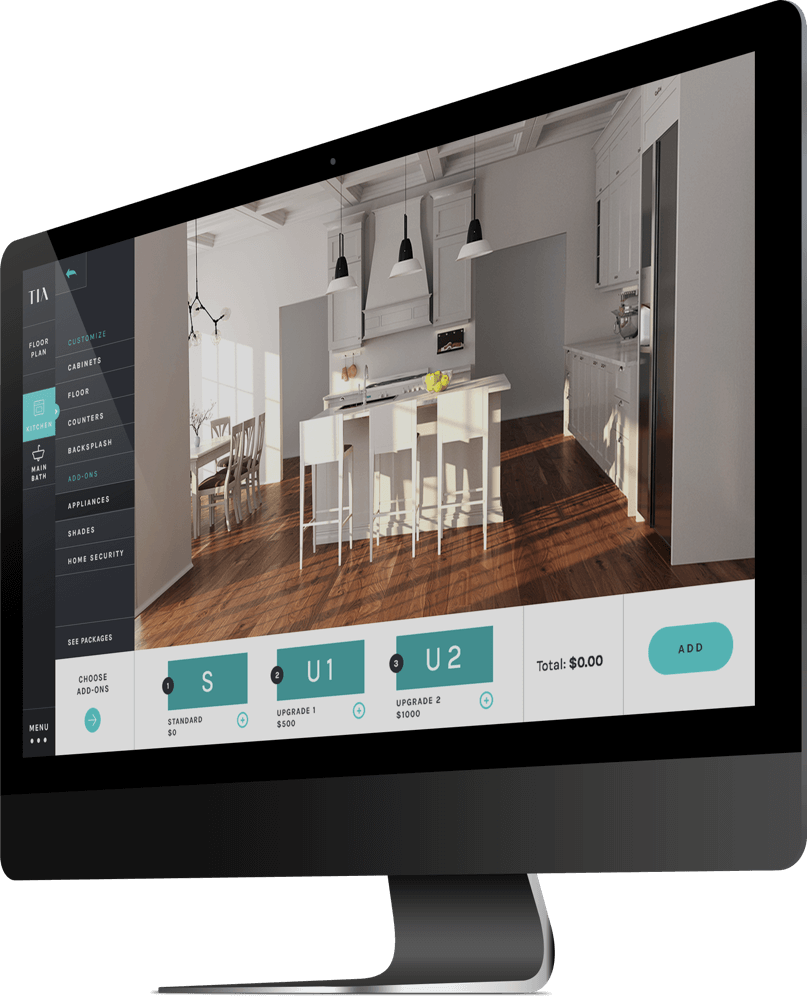 TIA
FLOOR
PLAN
KITCHEN
MAIN
BATH
MENU
CUSTOMIZE
CABINETS
FLOOR
COUNTERS
BACKSPLASH
ADD-ONS
APPLIANCES
SHADES
HOME SECURITY
SEE PACKAGES
CHOOSE
ADD-ONS
1
S
STANDARD
$0
2
U1
UPGRADE 1
$500
3
U2
UPGRADE 2
$1000
Total: $0.00
ADD